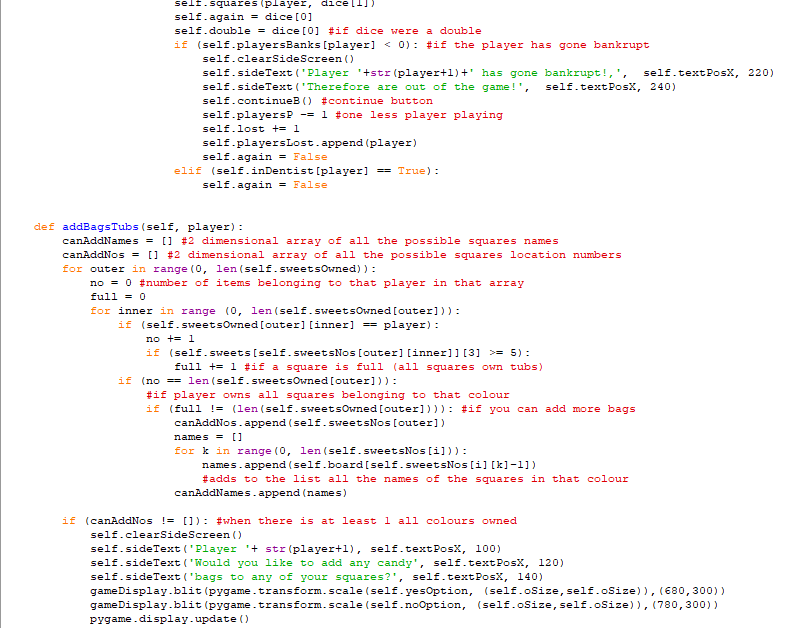 self.squares(player, dice[1])
self.again = dice[0]
self.double = dice[0] #if dice were a double
if (self.playersBanks[player] < 0): #if the player has gone bankrupt
self.clearSideScreen()
self.sideText('Player '+str(player+1)+' has gone bankrupt!,',  self.textPosX, 220)
self.sideText('Therefore are out of the game!',  self.textPosX, 240)
self.continueB() #continue button
self.playersP -= 1 #one less player playing
self.lost += 1
self.playersLost.append(player)
self.again = False
elif (self.inDentist[player] == True):
self.again = False
def addBagsTubs(self, player):
canAddNames = [] #2 dimensional array of all the possible squares names
canAddNos = [] #2 dimensional array of all the possible squares location numbers
for outer in range(0, len(self.sweetsOwned)):
no = 0 #number of items belonging to that player in that array
full = 0
for inner in range (0, len(self.sweetsOwned[outer])):
if (self.sweetsOwned[outer][inner] == player):
no += 1
if (self.sweets[self.sweetsNos[outer][inner]][3] >= 5):
full += 1 #if a square is full (all squares own tubs)
if (no == len(self.sweetsOwned[outer])):
#if player owns all squares belonging to that colour
if (full != (len(self.sweetsOwned[outer]))): #if you can add more bags
canAddNos.append(self.sweetsNos[outer])
names = []
for k in range(0, len(self.sweetsNos[i])):
names.append(self.board[self.sweetsNos[i][k]-1])
#adds to the list all the names of the squares in that colour
canAddNames.append(names)
if (canAddNos != []): #when there is at least 1 all colours owned
self.clearSideScreen()
self.sideText('Player '+ str(player+1), self.textPosX, 100)
self.sideText('Would you like to add any candy', self.textPosX, 120)
self.sideText('bags to any of your squares?', self.textPosX, 140)
gameDisplay.blit(pygame.transform.scale(self.yesOption, (self.oSize,self.oSize)),(680,300))
gameDisplay.blit(pygame.transform.scale(self.noOption, (self.oSize,self.oSize)),(780,300))
pygame.display.update()